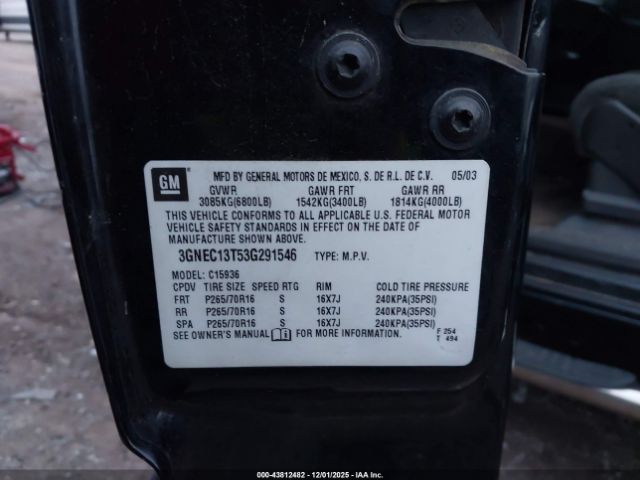 GM
MFD BY GENERAL MOTORS DE MEXICO, S. DE R.L. DE C.V. 05/03
GVWR GAWR FRT GAWR RR
3085KG(6800LB) 1542KG(3400LB) 1814KG(4000LB)
THIS VEHICLE CONFORMS TO ALL APPLICABLE U.S. FEDERAL MOTOR
VEHICLE SAFETY STANDARDS IN EFFECT ON THE DATE OF
MANUFACTURE SHOWN ABOVE.
3GNEC13T53G291546 TYPE: M.P.V.
MODEL: C15936
CPDV TIRE SIZE SPEED RTG RIM COLD TIRE PRESSURE
FRT P265/70R16 S 16X7J 240KPA(35PSI)
RR P265/70R16 S 16X7J 240KPA(35PSI)
SPA P265/70R16 S 16X7J 240KPA(35PSI)
SEE OWNER'S MANUAL FOR MORE INFORMATION.
F 254
T 494
000-43812482 - 12/01/2025 - IAAI.COM